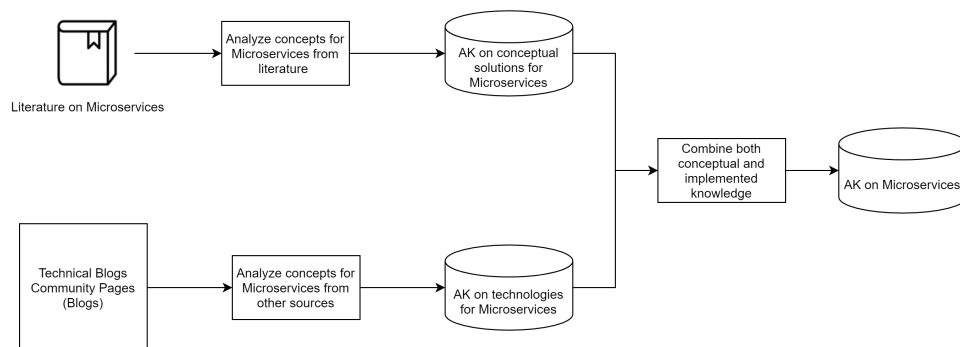 Literature on Microservices
Analyze concepts for
Microservices from
literature
AK on conceptual
solutions for
Microservices
Combine both
conceptual and
implemented
knowledge
AK on Microservices
Technical Blogs
Community Pages
(Blogs)
Analyze concepts for
Microservices from
other sources
AK on technologies
for Microservices